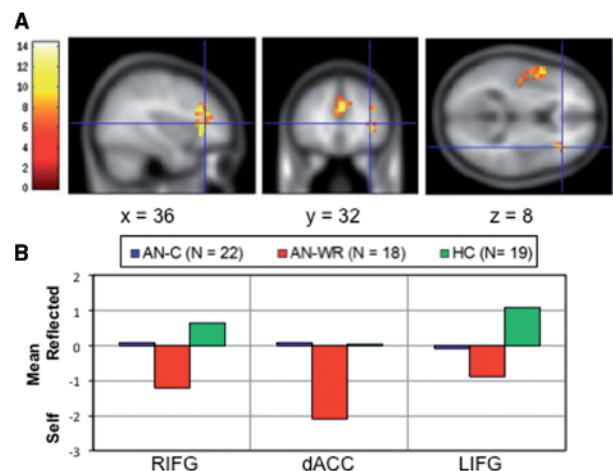 A
14
12
10
8
6
4
2
0
x = 36 y = 32 z = 8
B
AN-C (N = 22) AN-WR (N = 18) HC (N= 19)
Mean
Self Reflected
2
1
0
-1
-2
-3
RIFG dACC LIFG